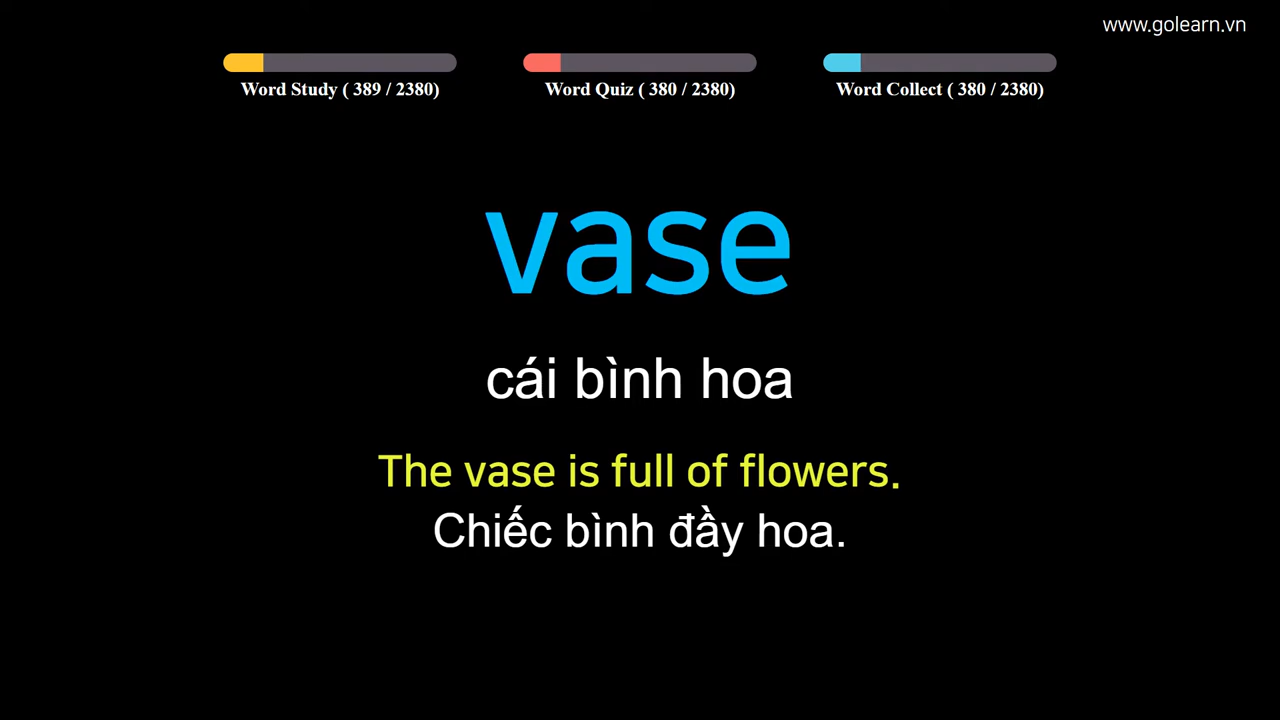 www.golearn.vn
Word Study ( 389 / 2380)
Word Quiz ( 380 / 2380)
Word Collect ( 380 / 2380)
vase
cái bình hoa
The vase is full of flowers.
Chiếc bình đầy hoa.